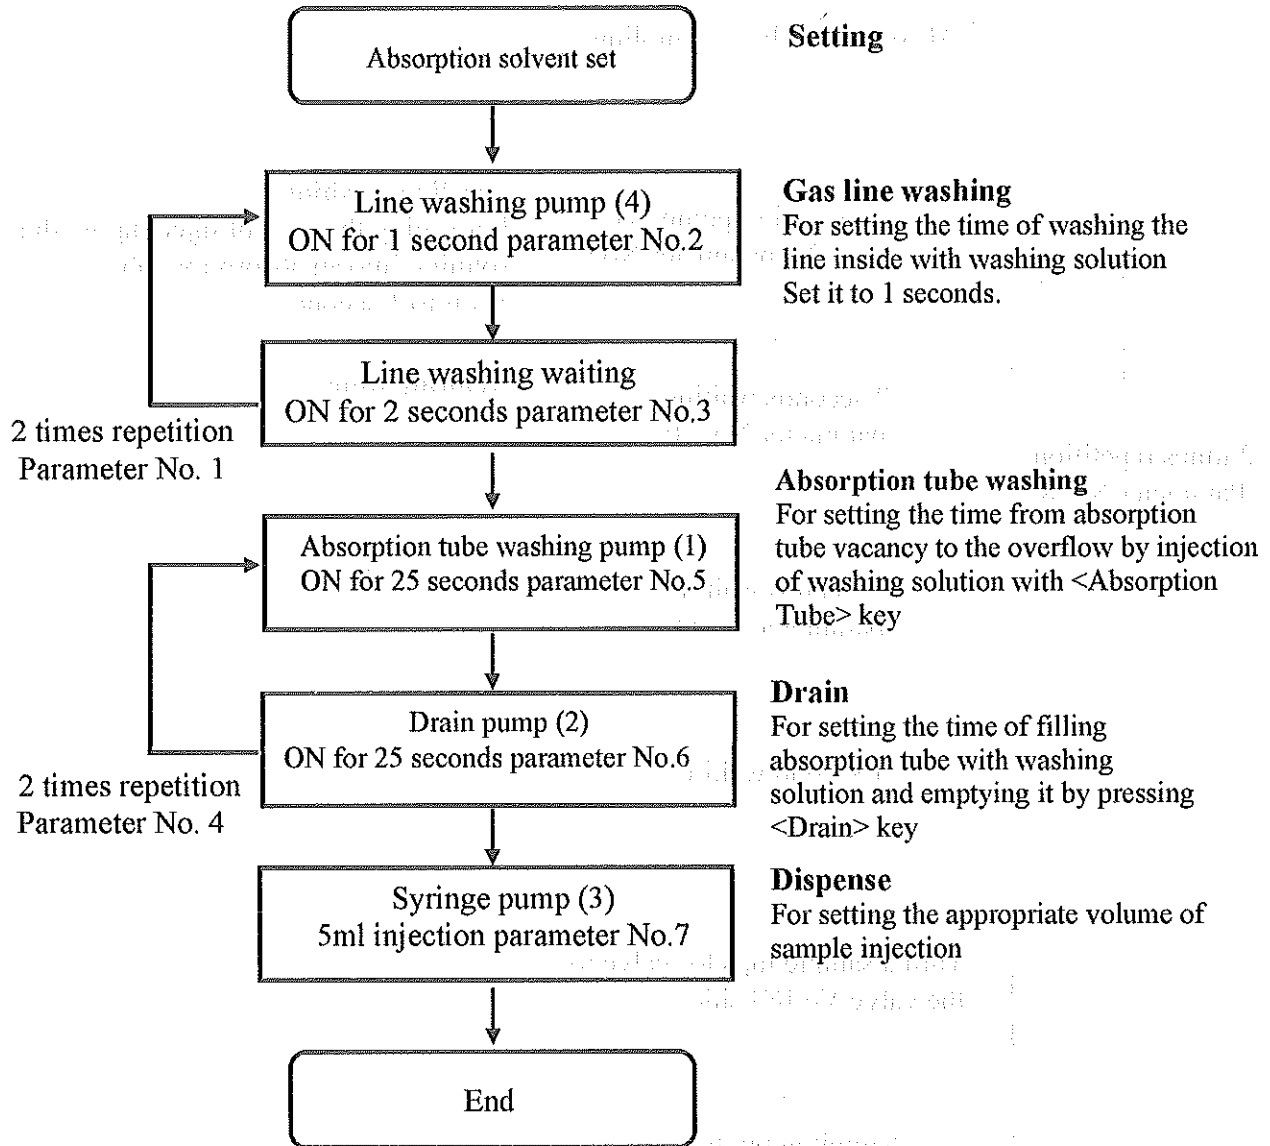 Absorption solvent set
Setting
Line washing pump (4)
ON for 1 second parameter No.2
Gas line washing
For setting the time of washing the
line inside with washing solution
Set it to 1 seconds.
Line washing waiting
ON for 2 seconds parameter No.3
2 times repetition
Parameter No. 1
Absorption tube washing pump (1)
ON for 25 seconds parameter No.5
Absorption tube washing
For setting the time from absorption
tube vacancy to the overflow by injection
of washing solution with <Absorption
Tube> key
Drain pump (2)
ON for 25 seconds parameter No.6
2 times repetition
Parameter No. 4
Drain
For setting the time of filling
absorption tube with washing
solution and emptying it by pressing
<Drain> key
Syringe pump (3)
5ml injection parameter No.7
Dispense
For setting the appropriate volume of
sample injection
End